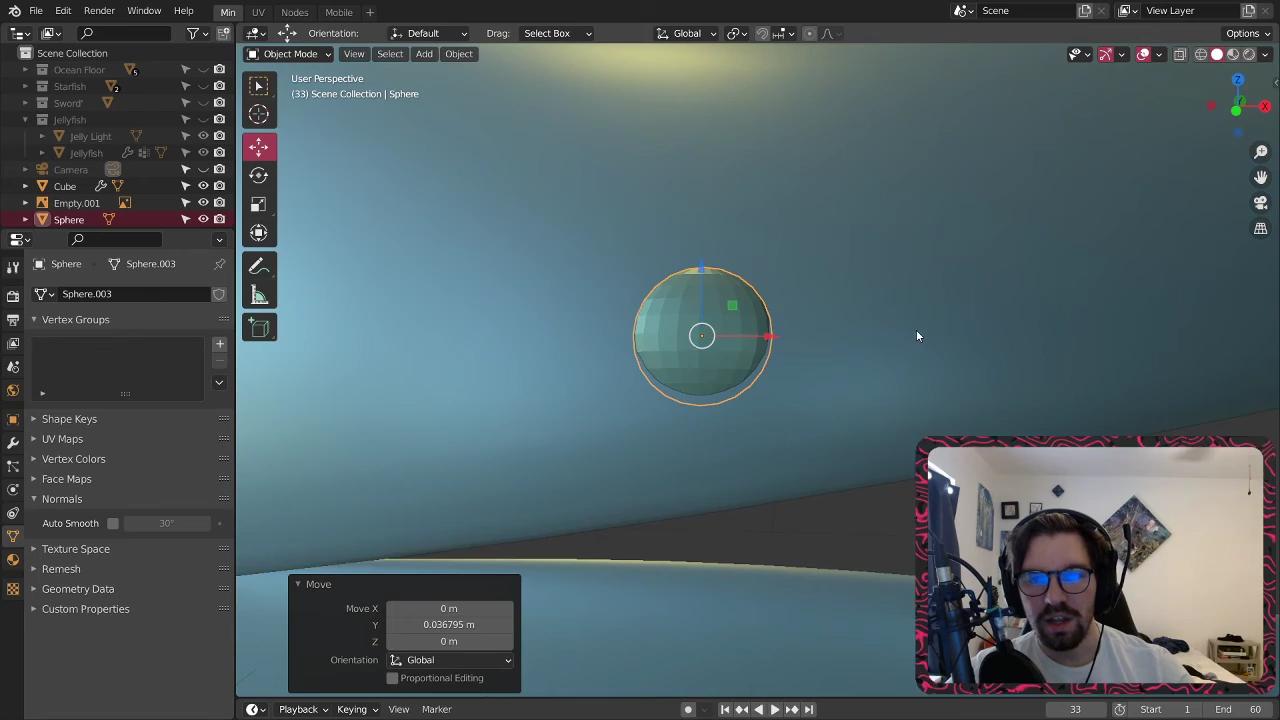 File Edit Render Window Help Min UV Nodes Mobile + Scene View Layer
Orientation: Default Drag: Select Box Global Options
Object Mode View Select Add Object
Scene Collection
Ocean Floor 5
Starfish 2
Sword'
Jellyfish
Jelly Light
Jellyfish
Camera
Cube
Empty.001
Sphere
User Perspective
(33) Scene Collection | Sphere
Z
Y
X
Sphere Sphere.003
Sphere.003
Vertex Groups
Shape Keys
UV Maps
Vertex Colors
Face Maps
Normals
Auto Smooth 30°
Texture Space
Remesh
Geometry Data
Custom Properties
Move
Move X 0 m
Y 0.036795 m
Z 0 m
Orientation Global
Proportional Editing
Playback Keying View Marker 33 Start 1 End 60